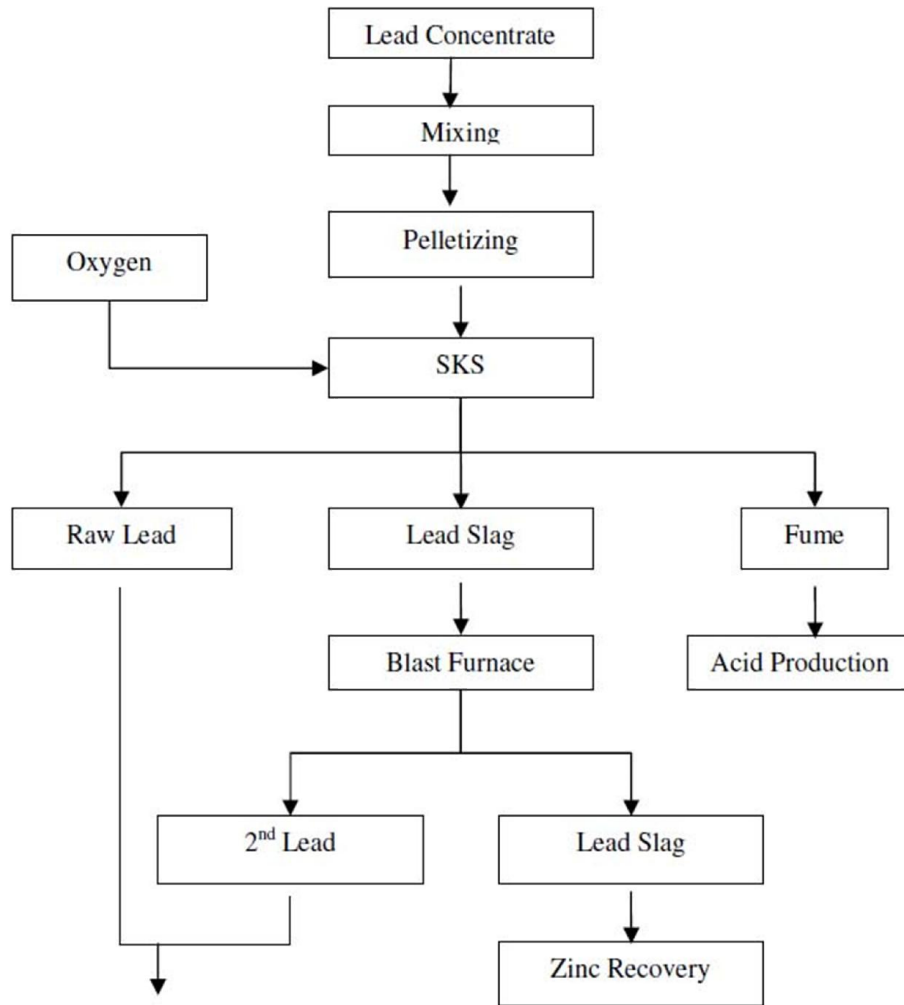 Lead Concentrate
Mixing
Pelletizing
Oxygen
SKS
Raw Lead
Lead Slag
Fume
Blast Furnace
Acid Production
2nd Lead
Lead Slag
Zinc Recovery